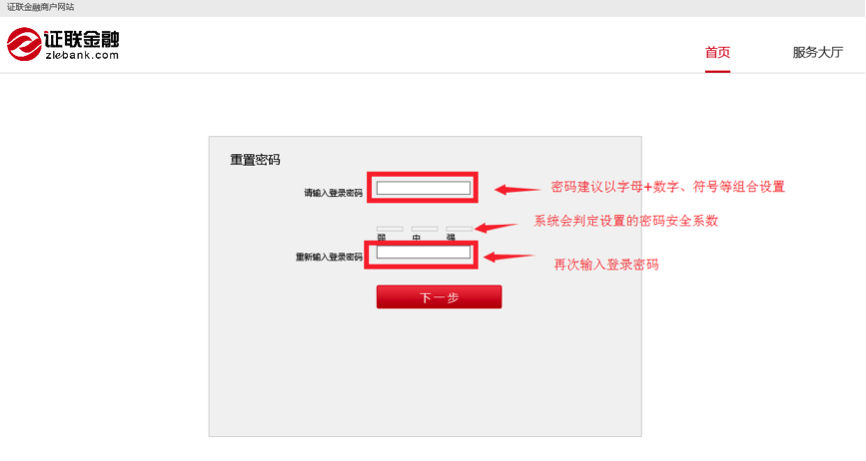 证联金融商户网站
证联金融
zlebank.com
首页
服务大厅
重置密码
请输入登录密码
密码建议以字母+数字、符号等组合设置
系统会判定设置的密码安全系数
弱 中 强
重新输入登录密码
再次输入登录密码
下一步